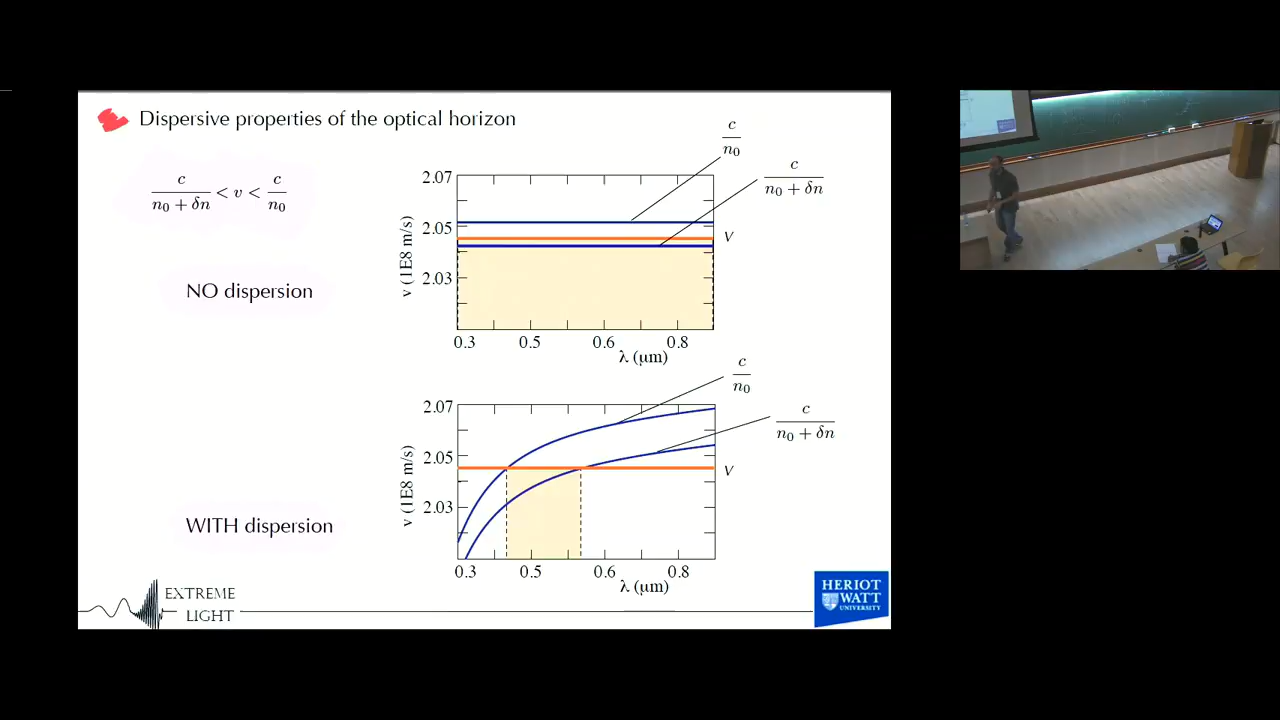 Dispersive properties of the optical horizon
c / (n₀ + δn) < v < c / n₀
NO dispersion
2.07
2.05
2.03
v (1E8 m/s)
0.3 0.5 0.6 0.8
λ (μm)
c / n₀
c / (n₀ + δn)
V
WITH dispersion
2.07
2.05
2.03
v (1E8 m/s)
0.3 0.5 0.6 0.8
λ (μm)
c / n₀
c / (n₀ + δn)
V
EXTREME
LIGHT
HERIOT
WATT
UNIVERSITY